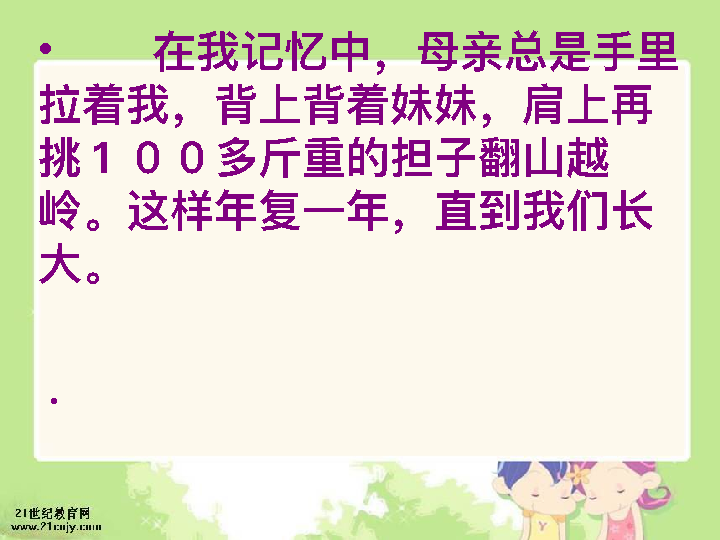 • 在我记忆中，母亲总是手里
拉着我，背上背着妹妹，肩上再
挑１００多斤重的担子翻山越
岭。这样年复一年，直到我们长
大。
.
21世纪教育网
www.21cnjy.com
Y